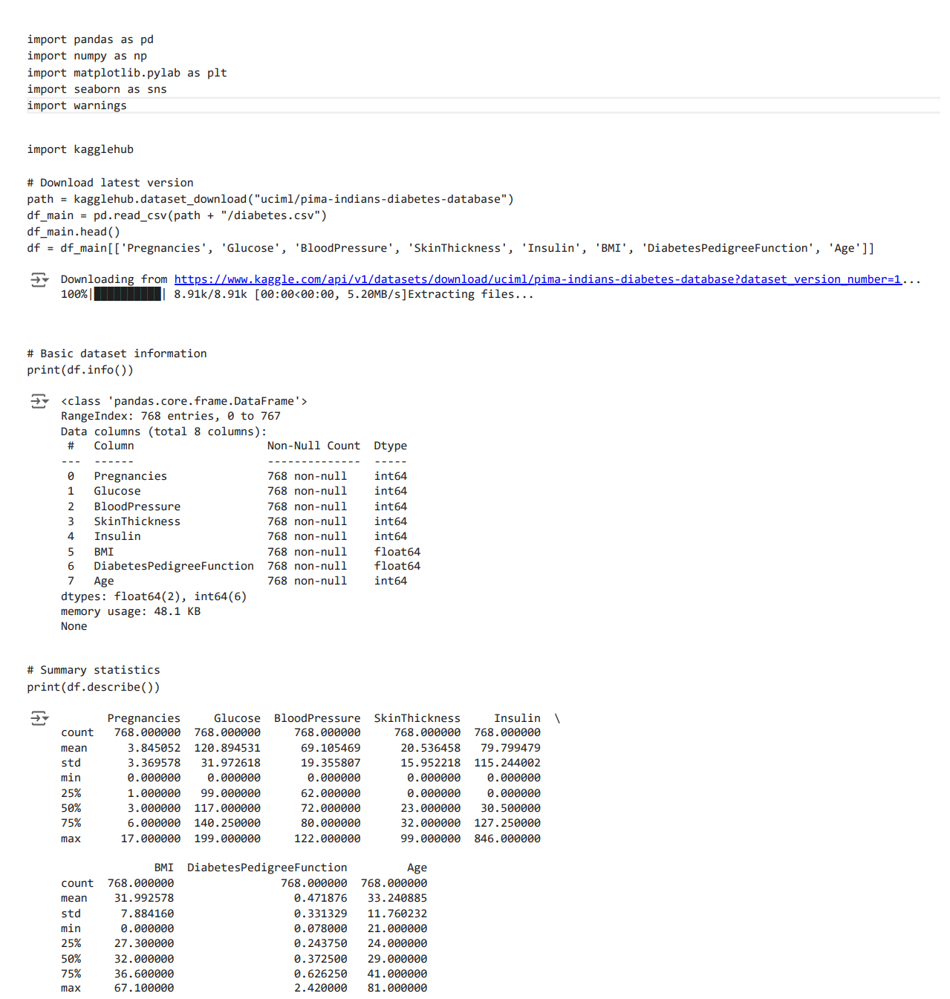 import pandas as pd
import numpy as np
import matplotlib.pylab as plt
import seaborn as sns
import warnings
import kagglehub
# Download latest version
path = kagglehub.dataset_download("uciml/pima-indians-diabetes-database")
df_main = pd.read_csv(path + "/diabetes.csv")
df_main.head()
df = df_main[['Pregnancies', 'Glucose', 'BloodPressure', 'SkinThickness', 'Insulin', 'BMI', 'DiabetesPedigreeFunction', 'Age']]
Downloading from https://www.kaggle.com/api/v1/datasets/download/uciml/pima-indians-diabetes-database?dataset_version_number=1...
100%|██████████| 8.91k/8.91k [00:00<00:00, 5.20MB/s]Extracting files...
# Basic dataset information
print(df.info())
<class 'pandas.core.frame.DataFrame'>
RangeIndex: 768 entries, 0 to 767
Data columns (total 8 columns):
 #   Column                    Non-Null Count  Dtype
---  ------                    --------------  -----
 0   Pregnancies               768 non-null    int64
 1   Glucose                   768 non-null    int64
 2   BloodPressure             768 non-null    int64
 3   SkinThickness             768 non-null    int64
 4   Insulin                   768 non-null    int64
 5   BMI                       768 non-null    float64
 6   DiabetesPedigreeFunction  768 non-null    float64
 7   Age                       768 non-null    int64
dtypes: float64(2), int64(6)
memory usage: 48.1 KB
None
# Summary statistics
print(df.describe())
       Pregnancies     Glucose  BloodPressure  SkinThickness     Insulin  \
count   768.000000  768.000000     768.000000     768.000000  768.000000
mean      3.845052  120.894531      69.105469      20.536458   79.799479
std       3.369578   31.972618      19.355807      15.952218  115.244002
min       0.000000    0.000000       0.000000       0.000000    0.000000
25%       1.000000   99.000000      62.000000       0.000000    0.000000
50%       3.000000  117.000000      72.000000      23.000000   30.500000
75%       6.000000  140.250000      80.000000      32.000000  127.250000
max      17.000000  199.000000     122.000000      99.000000  846.000000
              BMI  DiabetesPedigreeFunction         Age
count  768.000000                768.000000  768.000000
mean    31.992578                  0.471876   33.240885
std      7.884160                  0.331329   11.760232
min      0.000000                  0.078000   21.000000
25%     27.300000                  0.243750   24.000000
50%     32.000000                  0.372500   29.000000
75%     36.600000                  0.626250   41.000000
max     67.100000                  2.420000   81.000000